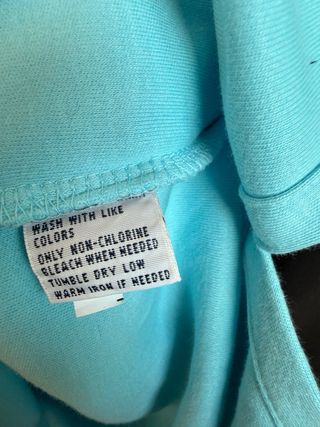 WASH WITH LIKE
COLORS
ONLY NON-CHLORINE
BLEACH WHEN NEEDED
TUMBLE DRY LOW
WARM IRON IF NEEDED